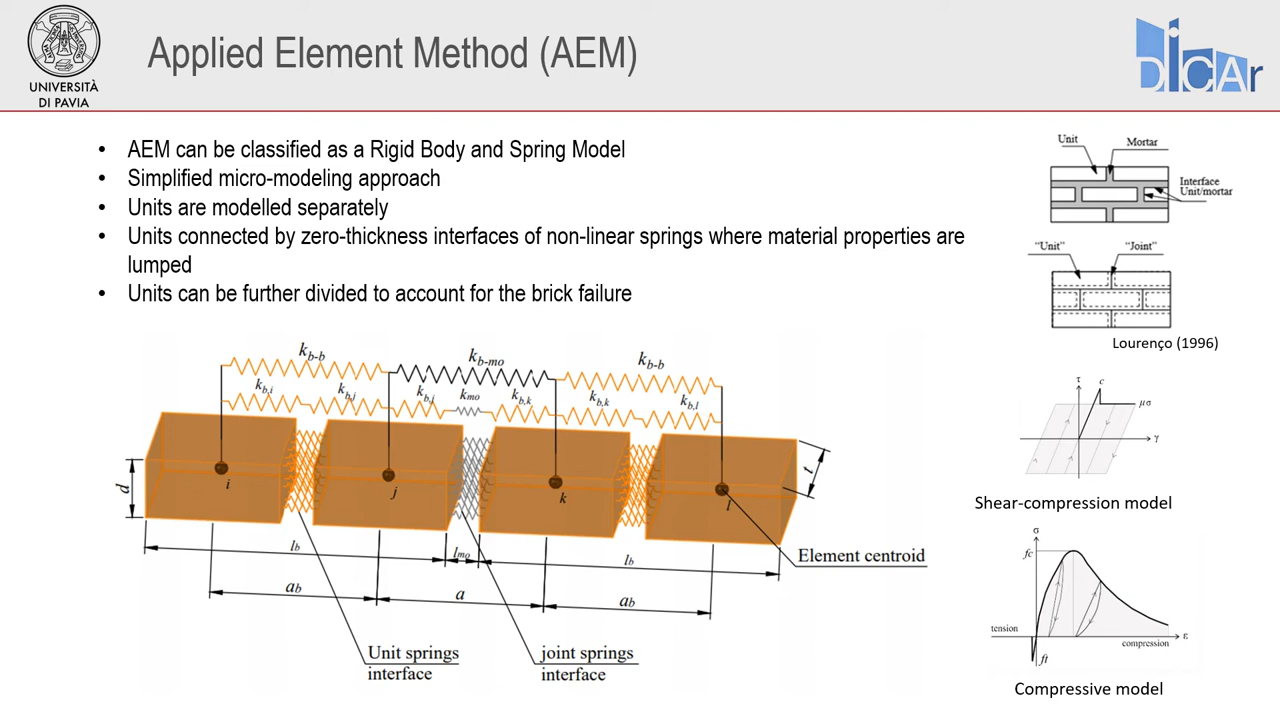 UNIVERSITÀ
DI PAVIA
Applied Element Method (AEM)
DICAr
• AEM can be classified as a Rigid Body and Spring Model
• Simplified micro-modeling approach
• Units are modelled separately
• Units connected by zero-thickness interfaces of non-linear springs where material properties are
lumped
• Units can be further divided to account for the brick failure
Unit
Mortar
Interface
Unit/mortar
"Unit"
"Joint"
Lourenço (1996)
k_b-b
k_b-mo
k_b-b
k_b,i
k_b,j
k_b,j
k_mo
k_b,k
k_b,k
k_b,l
i
j
k
l
d
t
l_b
l_mo
l_b
a_b
a
a_b
Element centroid
Unit springs
interface
joint springs
interface
τ
c
μσ
γ
Shear-compression model
σ
fc
tension
compression
ε
ft
Compressive model